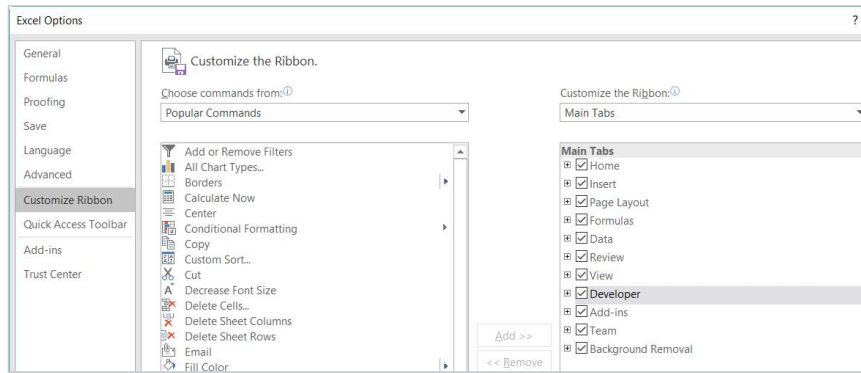 Excel Options
?
General
Formulas
Proofing
Save
Language
Advanced
Customize Ribbon
Quick Access Toolbar
Add-ins
Trust Center
Customize the Ribbon.
Choose commands from:
Popular Commands
Add or Remove Filters
All Chart Types...
Borders
Calculate Now
Center
Conditional Formatting
Copy
Custom Sort...
Cut
Decrease Font Size
Delete Cells...
Delete Sheet Columns
Delete Sheet Rows
Email
Fill Color
Add >>
<< Remove
Customize the Ribbon:
Main Tabs
Main Tabs
Home
Insert
Page Layout
Formulas
Data
Review
View
Developer
Add-ins
Team
Background Removal